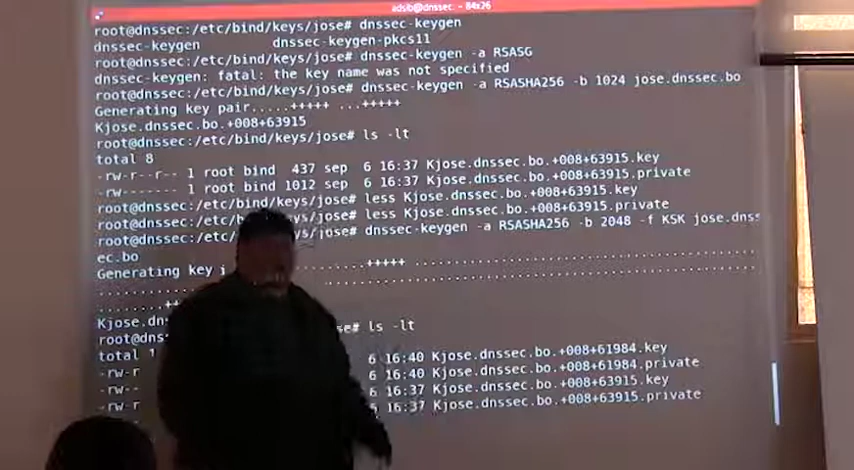 adsib@dnssec: ~ 84x26
root@dnssec:/etc/bind/keys/jose# dnssec-keygen
dnssec-keygen dnssec-keygen-pkcs11
root@dnssec:/etc/bind/keys/jose# dnssec-keygen -a RSASG
dnssec-keygen: fatal: the key name was not specified
root@dnssec:/etc/bind/keys/jose# dnssec-keygen -a RSASHA256 -b 1024 jose.dnssec.bo
Generating key pair.....+++++ ...+++++
Kjose.dnssec.bo.+008+63915
root@dnssec:/etc/bind/keys/jose# ls -lt
total 8
-rw-r--r-- 1 root bind 437 sep 6 16:37 Kjose.dnssec.bo.+008+63915.key
-rw------- 1 root bind 1012 sep 6 16:37 Kjose.dnssec.bo.+008+63915.private
root@dnssec:/etc/bind/keys/jose# less Kjose.dnssec.bo.+008+63915.key
root@dnssec:/etc/b ys/jose# less Kjose.dnssec.bo.+008+63915.private
root@dnssec:/etc/ ys/jose# dnssec-keygen -a RSASHA256 -b 2048 -f KSK jose.dnss
ec.bo
Generating key
Kjose.dn
root@dns se# ls -lt
total 1
-rw-r 6 16:40 Kjose.dnssec.bo.+008+61984.key
-rw-- 6 16:40 Kjose.dnssec.bo.+008+61984.private
-rw-r 6 16:37 Kjose.dnssec.bo.+008+63915.key
-rw-- 16:37 Kjose.dnssec.bo.+008+63915.private